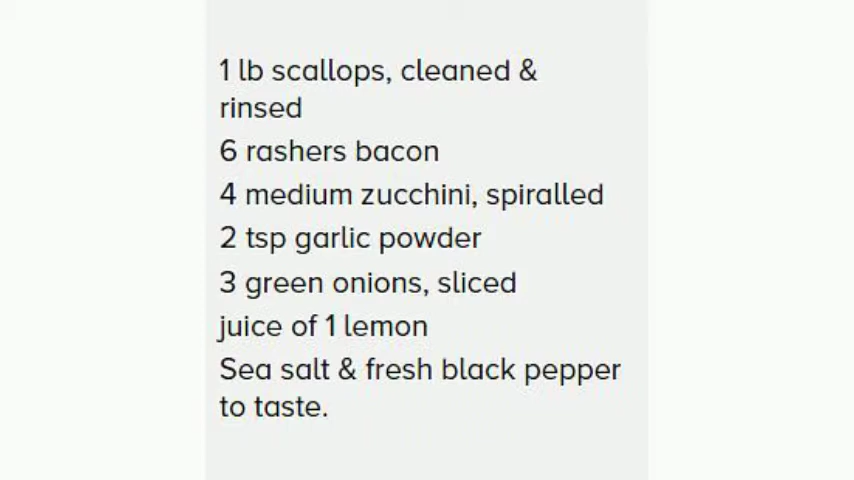 1 lb scallops, cleaned &
rinsed
6 rashers bacon
4 medium zucchini, spiralled
2 tsp garlic powder
3 green onions, sliced
juice of 1 lemon
Sea salt & fresh black pepper
to taste.